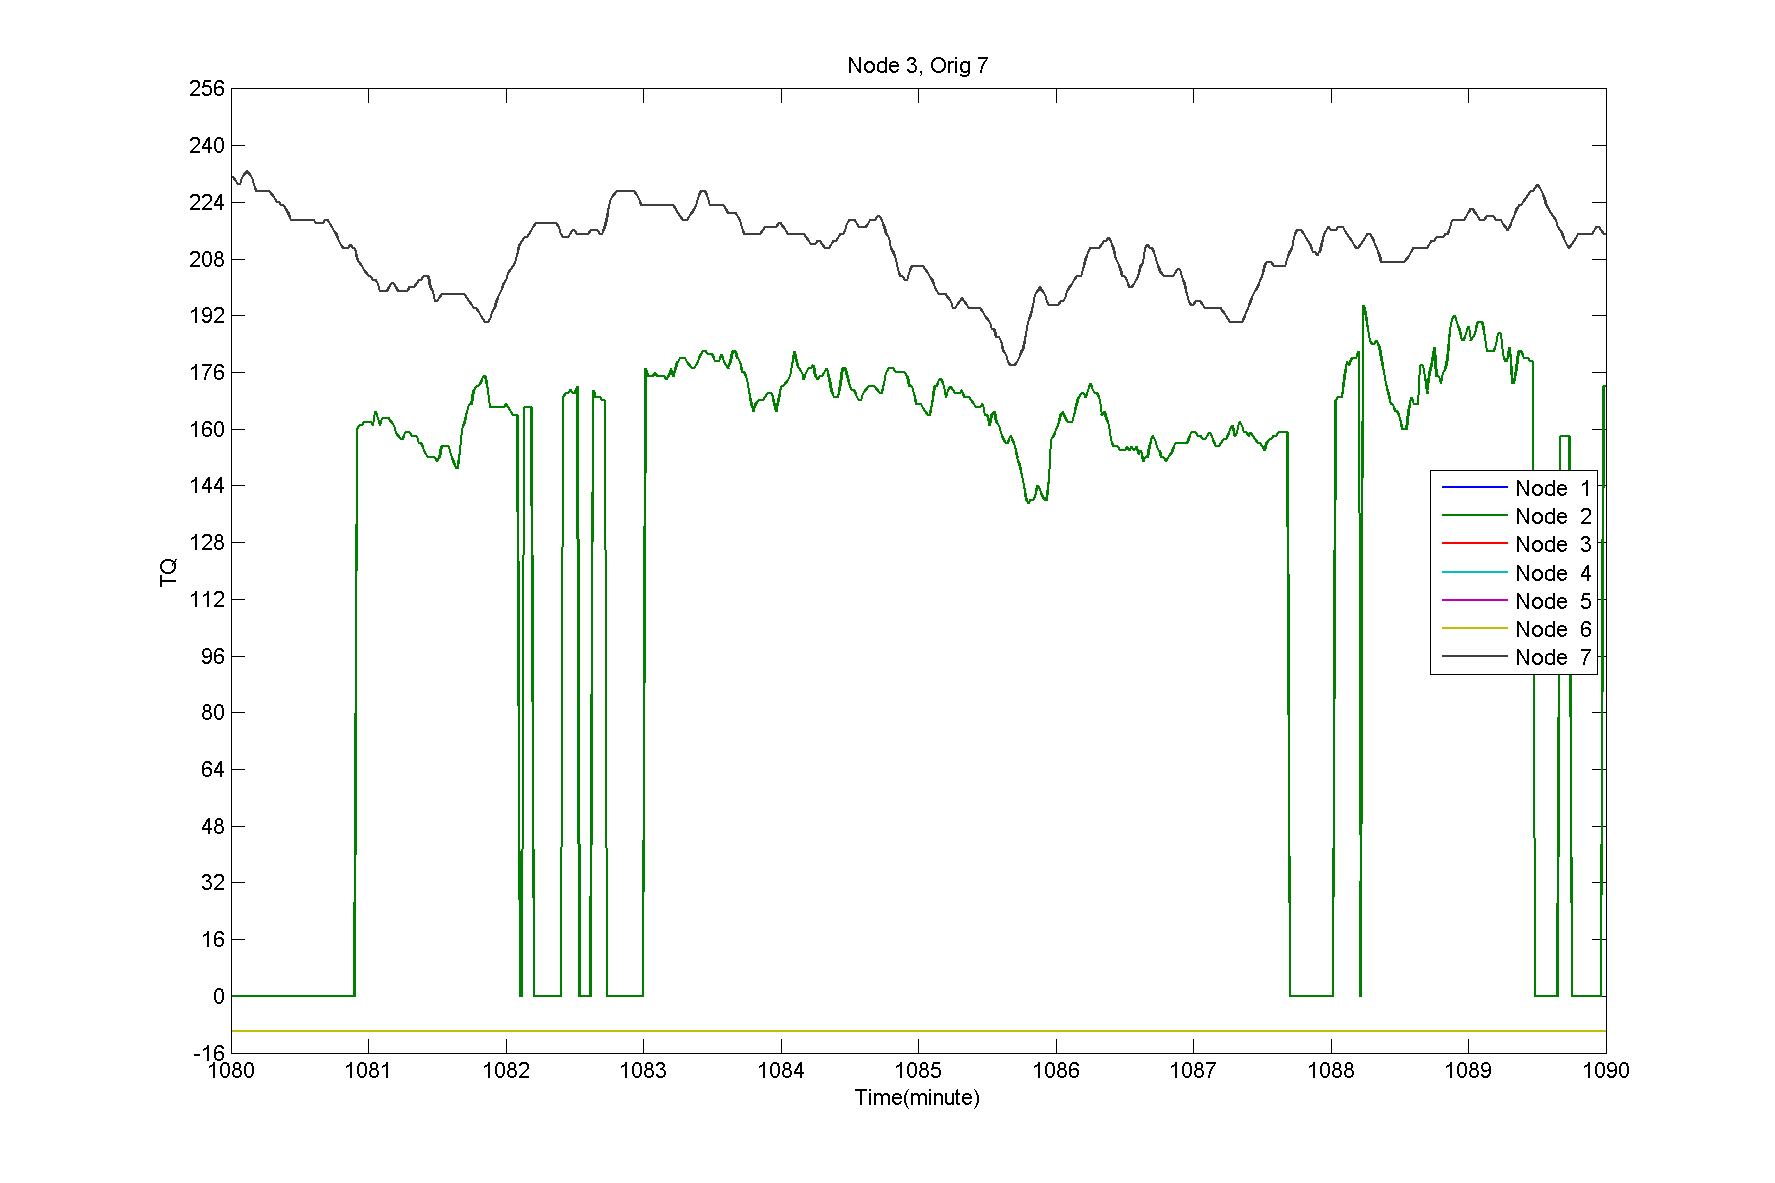 Node 3, Orig 7
256
240
224
208
192
176
160
144
128
112
96
80
64
48
32
16
0
-16
TQ
Node 1
Node 2
Node 3
Node 4
Node 5
Node 6
Node 7
1080 1081 1082 1083 1084 1085 1086 1087 1088 1089 1090
Time(minute)